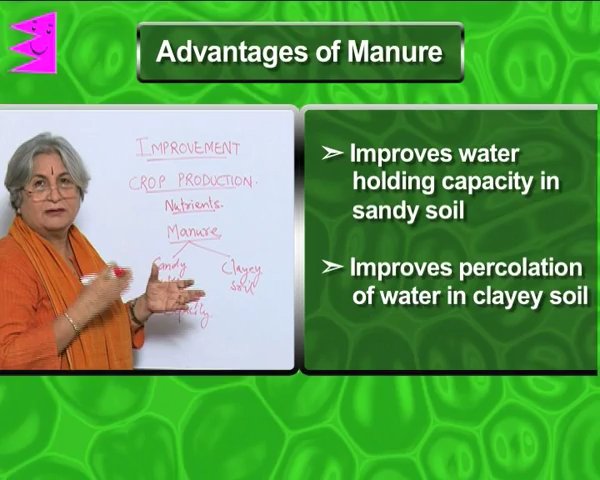 Advantages of Manure
IMPROVEMENT
CROP PRODUCTION.
Nutrients.
Manure
Sandy
Clayey
soil
➢ Improves water
holding capacity in
sandy soil
➢ Improves percolation
of water in clayey soil